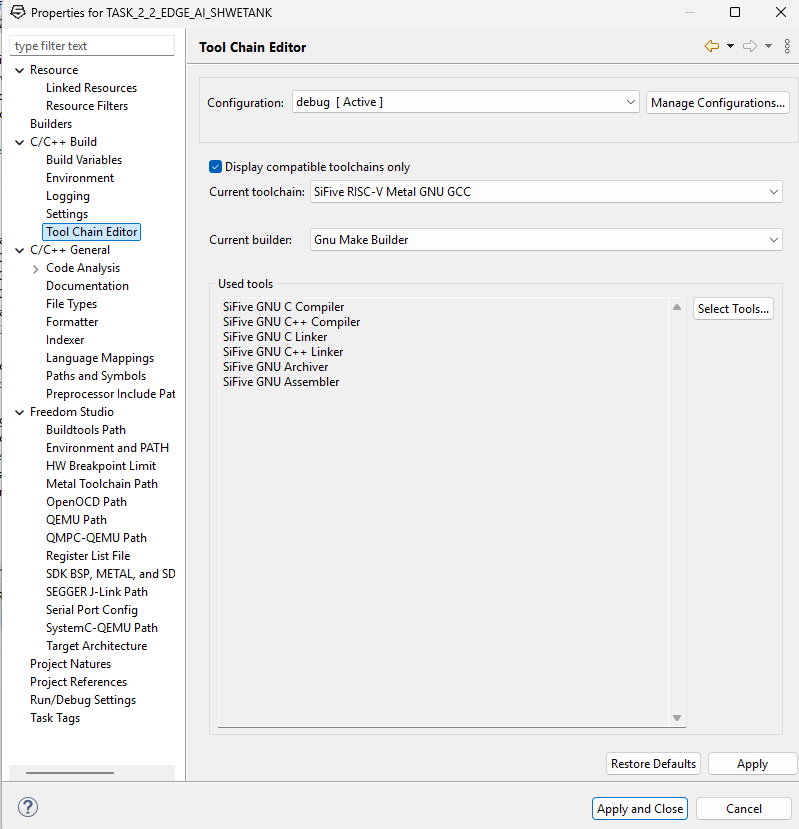 Properties for TASK_2_2_EDGE_AI_SHWETANK
type filter text
Resource
Linked Resources
Resource Filters
Builders
C/C++ Build
Build Variables
Environment
Logging
Settings
Tool Chain Editor
C/C++ General
Code Analysis
Documentation
File Types
Formatter
Indexer
Language Mappings
Paths and Symbols
Preprocessor Include Pat
Freedom Studio
Buildtools Path
Environment and PATH
HW Breakpoint Limit
Metal Toolchain Path
OpenOCD Path
QEMU Path
QMPC-QEMU Path
Register List File
SDK BSP, METAL, and SD
SEGGER J-Link Path
Serial Port Config
SystemC-QEMU Path
Target Architecture
Project Natures
Project References
Run/Debug Settings
Task Tags
Tool Chain Editor
Configuration: debug [ Active ] Manage Configurations...
Display compatible toolchains only
Current toolchain: SiFive RISC-V Metal GNU GCC
Current builder: Gnu Make Builder
Used tools
SiFive GNU C Compiler
SiFive GNU C++ Compiler
SiFive GNU C Linker
SiFive GNU C++ Linker
SiFive GNU Archiver
SiFive GNU Assembler
Select Tools...
Restore Defaults Apply
? Apply and Close Cancel